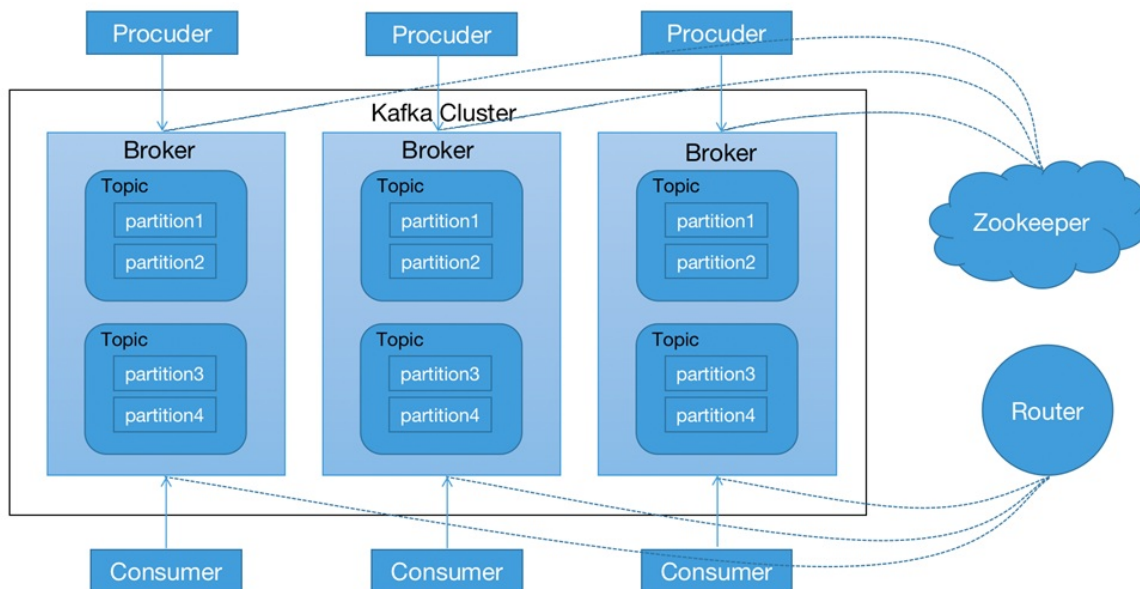 Procuder
Procuder
Procuder
Kafka Cluster
Broker
Broker
Broker
Topic
Topic
Topic
partition1
partition1
partition1
partition2
partition2
partition2
Zookeeper
Topic
Topic
Topic
partition3
partition3
partition3
partition4
partition4
partition4
Router
Consumer
Consumer
Consumer